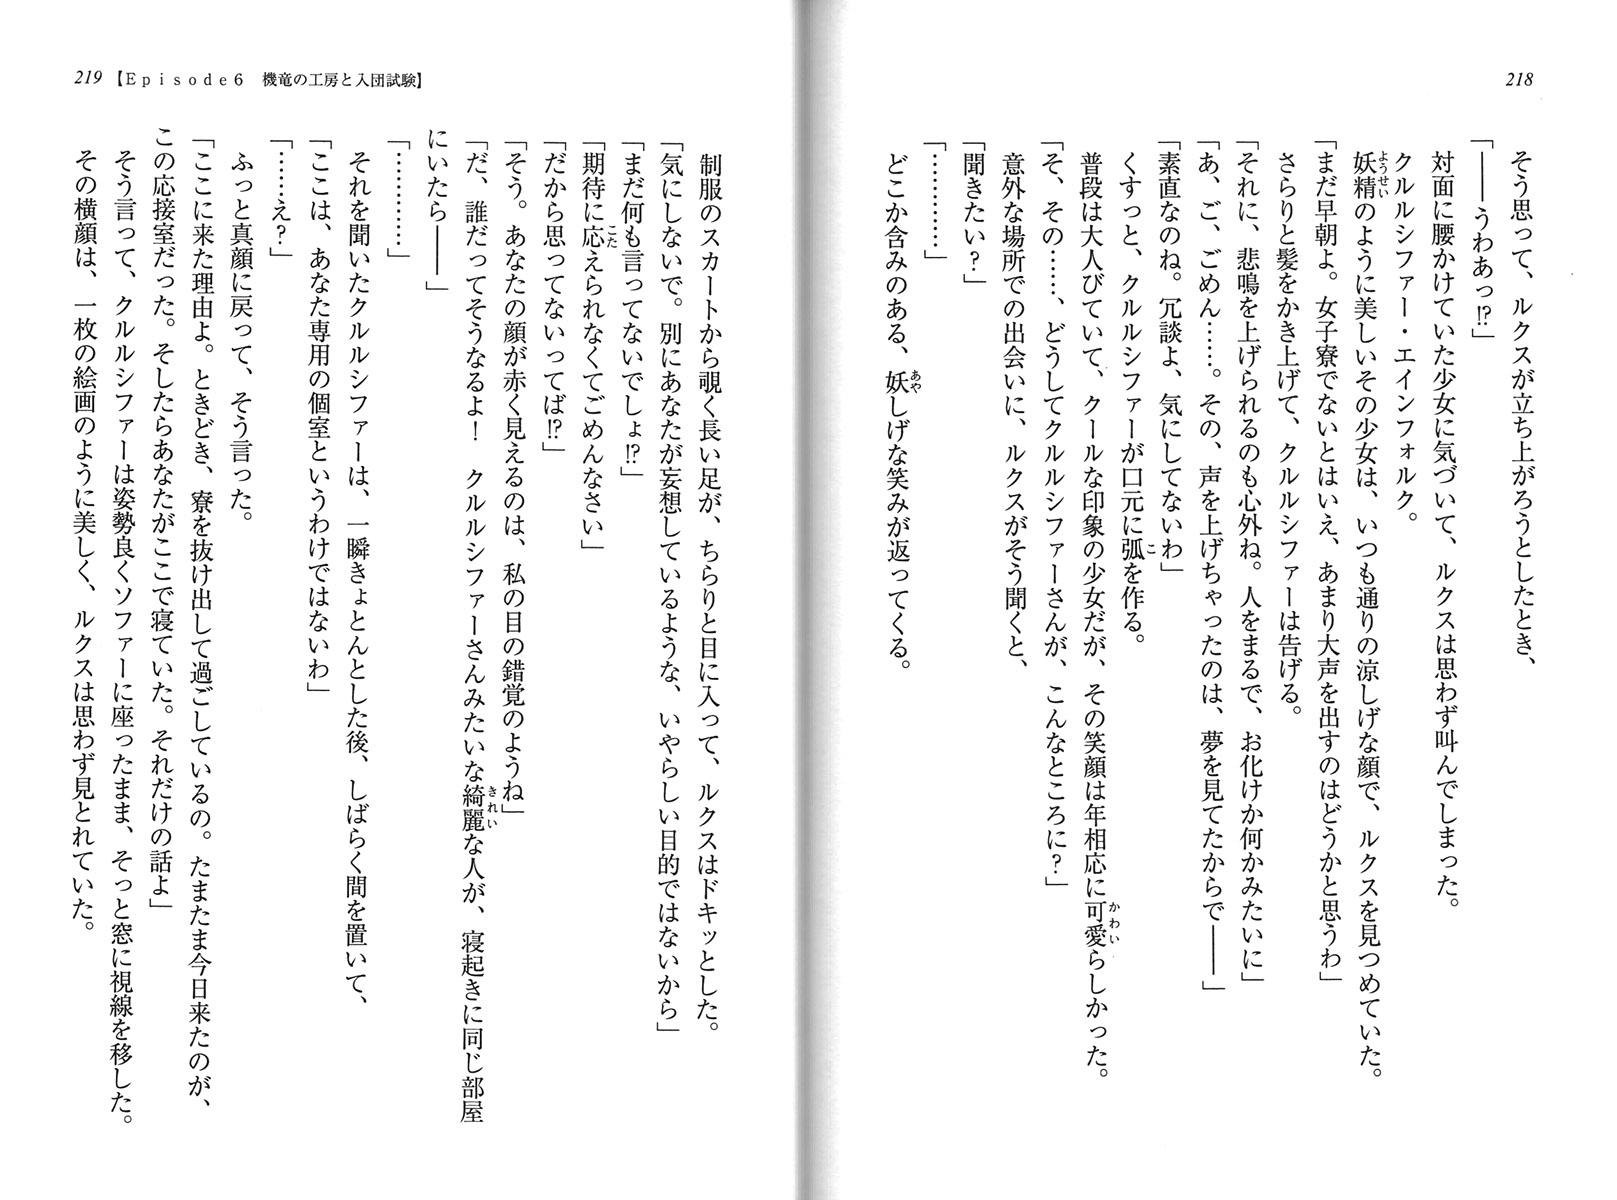 218
そう思って、ルクスが立ち上がろうとしたとき、
「――うわあっ!?」
対面に腰かけていた少女に気づいて、ルクスは思わず叫んでしまった。
クルルシファー・エインフォルク。
妖精のように美しいその少女は、いつも通りの涼しげな顔で、ルクスを見つめていた。
ようせい
「まだ早朝よ。女子寮でないとはいえ、あまり大声を出すのはどうかと思うわ」
さらりと髪をかき上げて、クルルシファーは告げる。
「それに、悲鳴を上げられるのも心外ね。人をまるで、お化けか何かみたいに」
「あ、ご、ごめん……。その、声を上げちゃったのは、夢を見てたからで――」
「素直なのね。冗談よ、気にしてないわ」
くすっと、クルルシファーが口元に弧を作る。
こ
普段は大人びていて、クールな印象の少女だが、その笑顔は年相応に可愛らしかった。
かわい
「そ、その……、どうしてクルルシファーさんが、こんなところに?」
意外な場所での出会いに、ルクスがそう聞くと、
「聞きたい?」
「…………」
どこか含みのある、妖しげな笑みが返ってくる。
あや
219 【Episode6 機竜の工房と入団試験】
制服のスカートから覗く長い足が、ちらりと目に入って、ルクスはドキッとした。
「気にしないで。別にあなたが妄想しているような、いやらしい目的ではないから」
「まだ何も言ってないでしょ!?」
「期待に応えられなくてごめんなさい」
こた
「だから思ってないってば!?」
「そう。あなたの顔が赤く見えるのは、私の目の錯覚のようね」
「だ、誰だってそうなるよ! クルルシファーさんみたいな綺麗な人が、寝起きに同じ部屋
きれい
にいたら――」
「…………」
それを聞いたクルルシファーは、一瞬きょとんとした後、しばらく間を置いて、
「ここは、あなた専用の個室というわけではないわ」
「……え?」
ふっと真顔に戻って、そう言った。
「ここに来た理由よ。ときどき、寮を抜け出して過ごしているの。たまたま今日来たのが、
この応接室だった。そしたらあなたがここで寝ていた。それだけの話よ」
そう言って、クルルシファーは姿勢良くソファーに座ったまま、そっと窓に視線を移した。
その横顔は、一枚の絵画のように美しく、ルクスは思わず見とれていた。